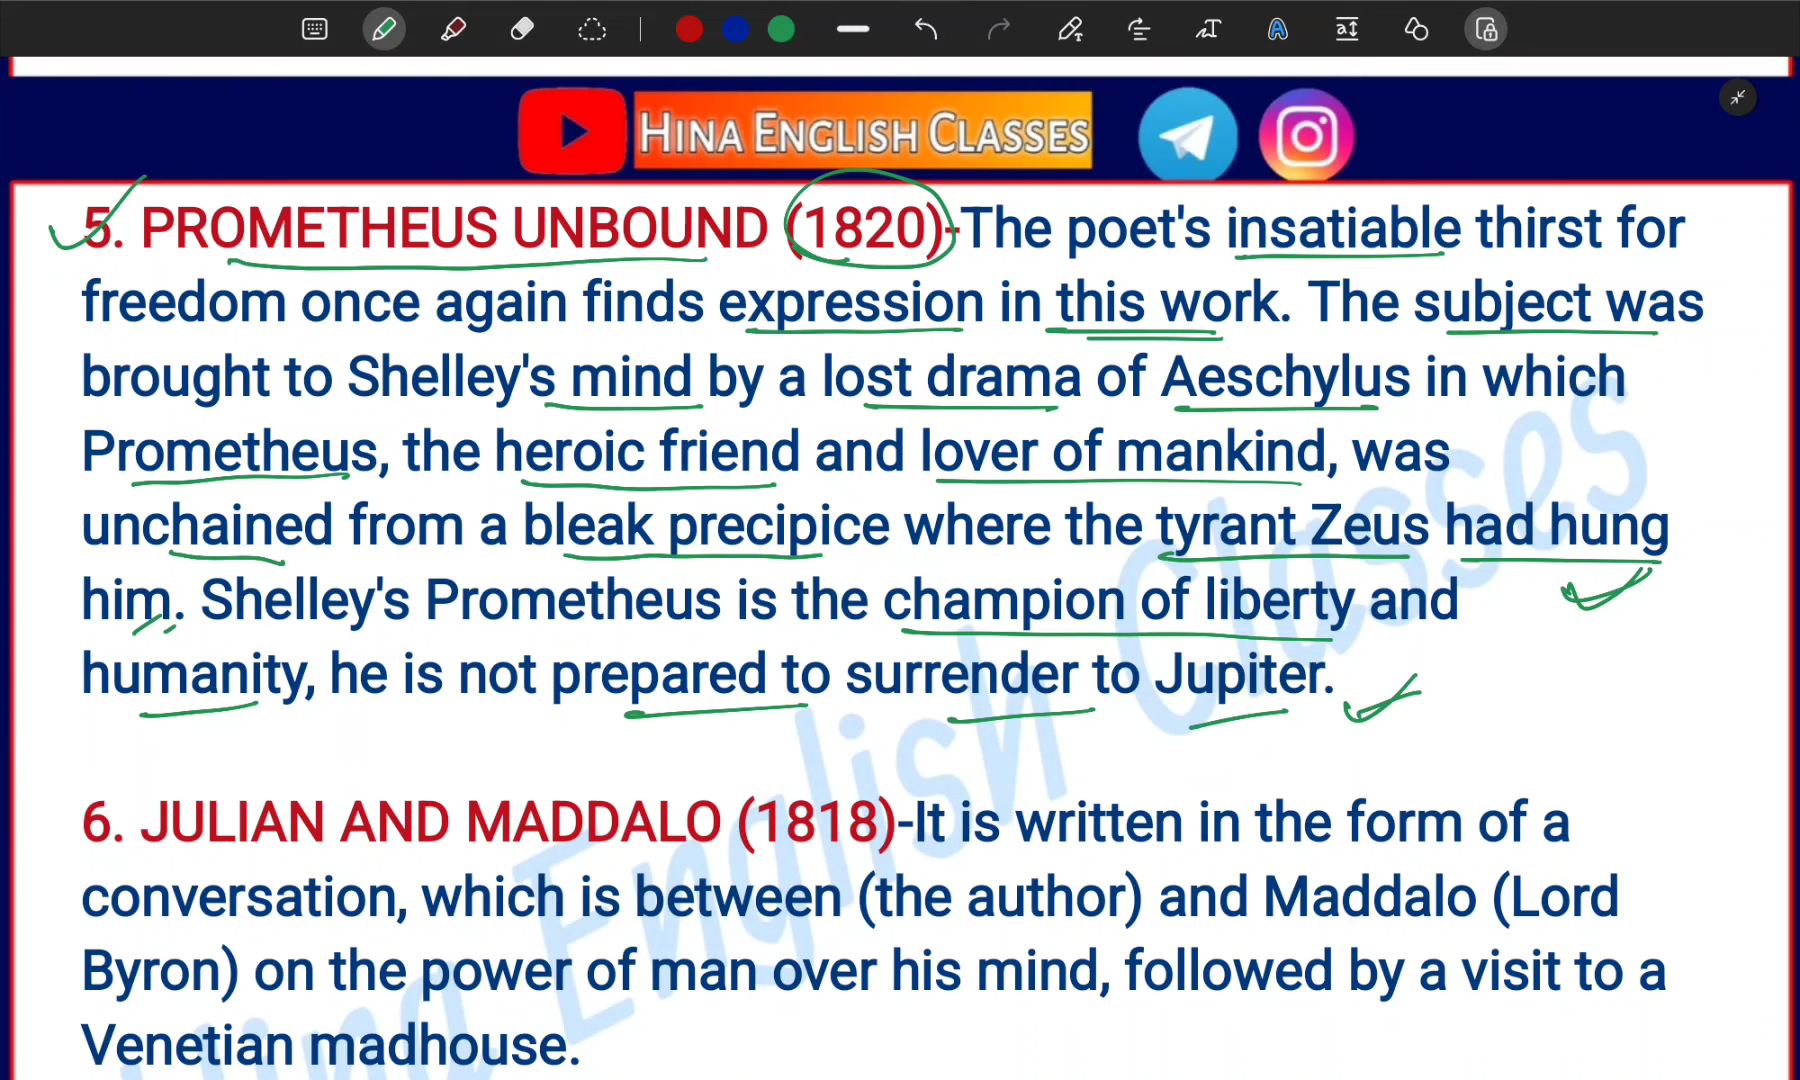 HINA ENGLISH CLASSES
5. PROMETHEUS UNBOUND (1820)-The poet's insatiable thirst for
freedom once again finds expression in this work. The subject was
brought to Shelley's mind by a lost drama of Aeschylus in which
Prometheus, the heroic friend and lover of mankind, was
unchained from a bleak precipice where the tyrant Zeus had hung
him. Shelley's Prometheus is the champion of liberty and
humanity, he is not prepared to surrender to Jupiter.
6. JULIAN AND MADDALO (1818)-It is written in the form of a
conversation, which is between (the author) and Maddalo (Lord
Byron) on the power of man over his mind, followed by a visit to a
Venetian madhouse.
Hina English Classes